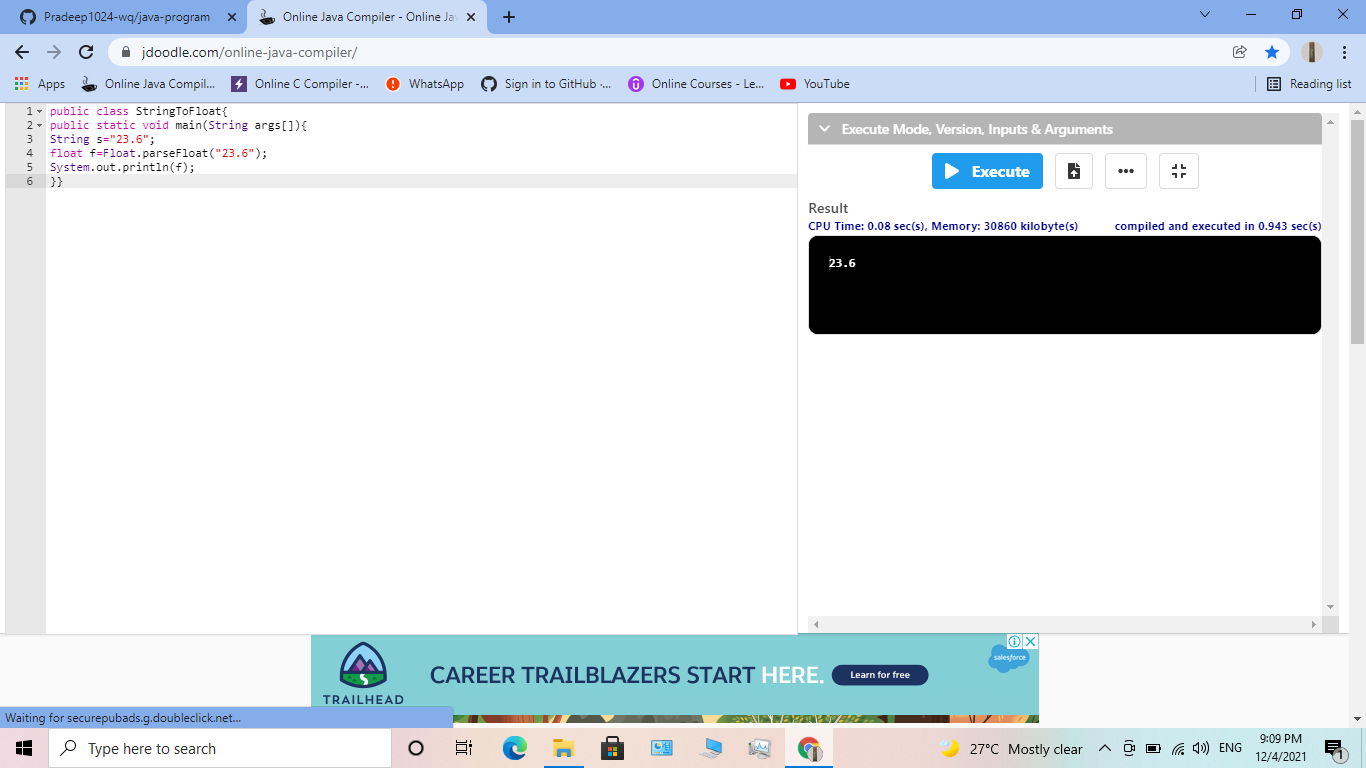 Pradeep1024-wq/java-program
Online Java Compiler - Online Ja
jdoodle.com/online-java-compiler/
Apps
Online Java Compil...
Online C Compiler -...
WhatsApp
Sign in to GitHub ·...
Online Courses - Le...
YouTube
Reading list
1 public class StringToFloat{
2 public static void main(String args[]){
3 String s="23.6";
4 float f=Float.parseFloat("23.6");
5 System.out.println(f);
6 }}
Execute Mode, Version, Inputs & Arguments
Execute
Result
CPU Time: 0.08 sec(s), Memory: 30860 kilobyte(s) compiled and executed in 0.943 sec(s)
23.6
TRAILHEAD
CAREER TRAILBLAZERS START HERE.
Learn for free
salesforce
Waiting for securepubads.g.doubleclick.net...
Type here to search
27°C Mostly clear
ENG
9:09 PM
12/4/2021
1